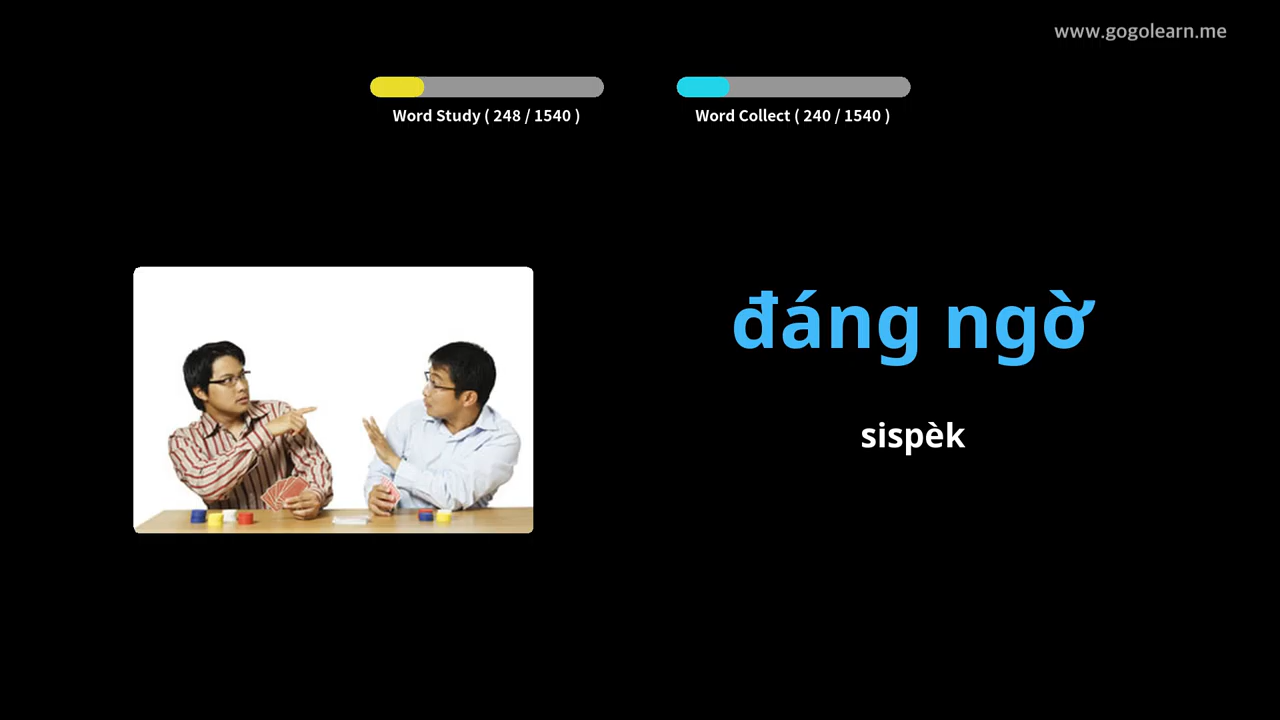 www.gogolearn.me
Word Study ( 248 / 1540 )
Word Collect ( 240 / 1540 )
đáng ngờ
sispèk